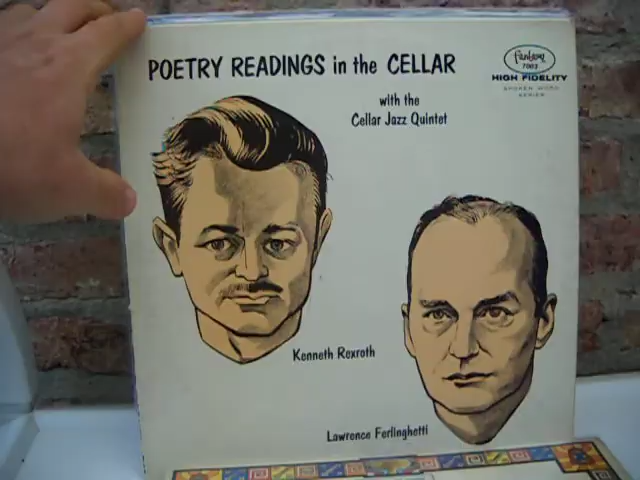 POETRY READINGS in the CELLAR
with the
Cellar Jazz Quintet
fantasy
7002
HIGH FIDELITY
SPOKEN WORD
SERIES
Kenneth Rexroth
Lawrence Ferlinghetti